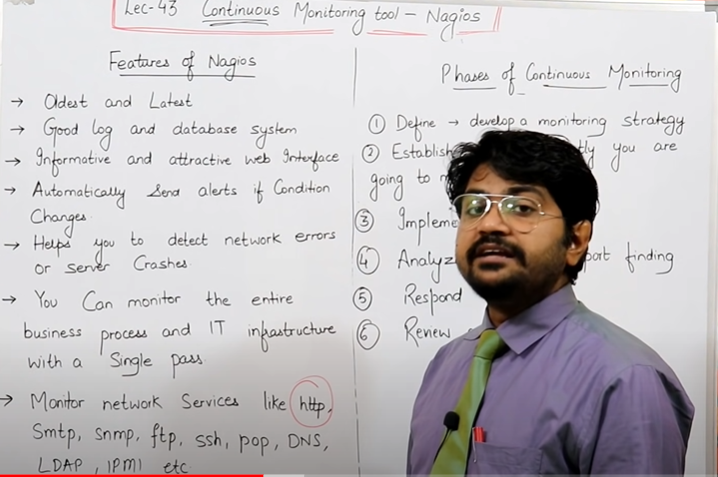 Lec-43 Continuous Monitoring tool - Nagios
Features of Nagios
→ Oldest and Latest
→ Good log and database system
→ Informative and attractive web Interface
→ Automatically Send alerts if Condition
Changes.
→ Helps you to detect network errors
or server Crashes.
→ You Can monitor the entire
business process and IT infrastructure
with a Single pass.
→ Monitor network Services like http,
Smtp, snmp, ftp, ssh, pop, DNS,
LDAP, IPMI etc.
Phases of Continuous Monitoring
① Define → develop a monitoring strategy
② Establish you are
going to
③
④ finding
⑤ Respond
⑥ Review